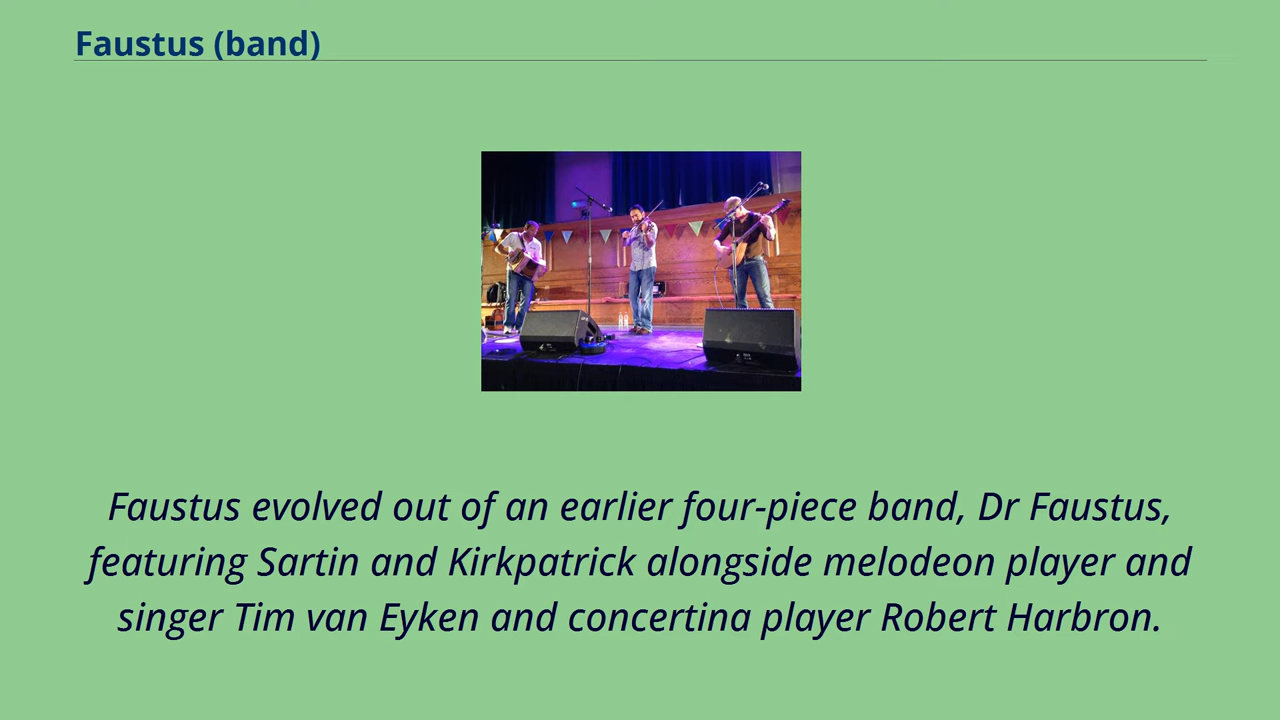 Faustus (band)
Faustus evolved out of an earlier four-piece band, Dr Faustus,
featuring Sartin and Kirkpatrick alongside melodeon player and
singer Tim van Eyken and concertina player Robert Harbron.